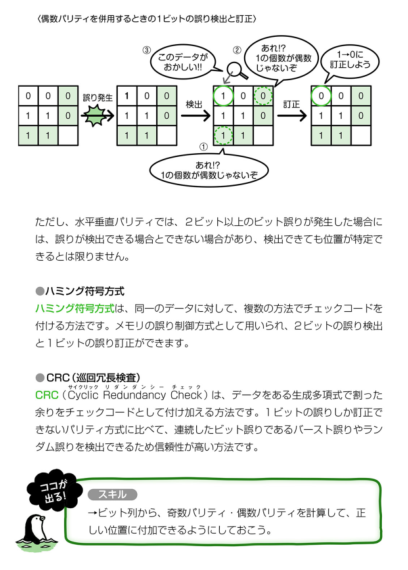 〈偶数パリティを併用するときの1ビットの誤り検出と訂正〉
③
このデータが
おかしい!!
②
あれ!?
1の個数が偶数
じゃないぞ
1→0に
訂正しよう
0 0 0
1 1 0
1 1
誤り発生
1 0 0
1 1 0
1 1
検出
1 0 0
1 1 0
1 1
訂正
0 0 0
1 1 0
1 1
①
あれ!?
1の個数が偶数じゃないぞ
ただし、水平垂直パリティでは、2ビット以上のビット誤りが発生した場合に
は、誤りが検出できる場合とできない場合があり、検出できても位置が特定で
きるとは限りません。
●ハミング符号方式
ハミング符号方式は、同一のデータに対して、複数の方法でチェックコードを
付ける方法です。メモリの誤り制御方式として用いられ、2ビットの誤り検出
と1ビットの誤り訂正ができます。
●CRC(巡回冗長検査)
サイクリック リダンダンシー チェック
CRC(Cyclic Redundancy Check)は、データをある生成多項式で割った
余りをチェックコードとして付け加える方法です。1ビットの誤りしか訂正で
きないパリティ方式に比べて、連続したビット誤りであるバースト誤りやラン
ダム誤りを検出できるため信頼性が高い方法です。
ココが
出る!
スキル
→ビット列から、奇数パリティ・偶数パリティを計算して、正
しい位置に付加できるようにしておこう。